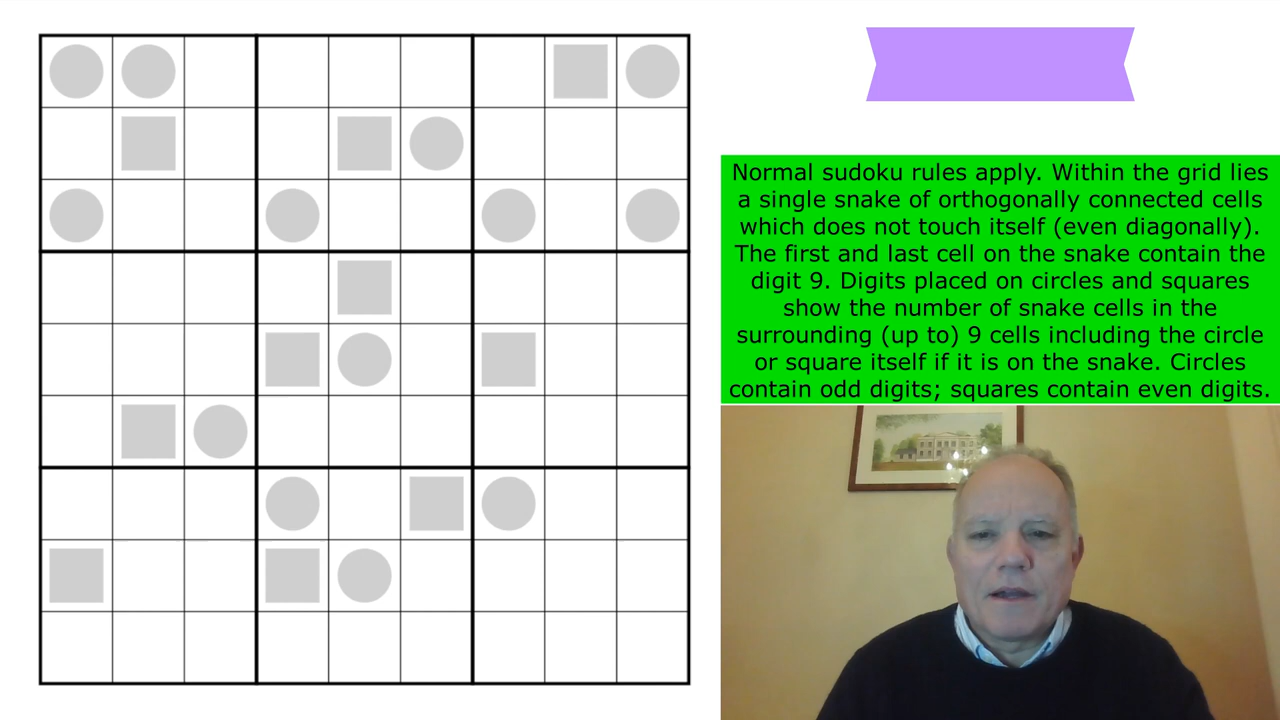 Normal sudoku rules apply. Within the grid lies
a single snake of orthogonally connected cells
which does not touch itself (even diagonally).
The first and last cell on the snake contain the
digit 9. Digits placed on circles and squares
show the number of snake cells in the
surrounding (up to) 9 cells including the circle
or square itself if it is on the snake. Circles
contain odd digits; squares contain even digits.